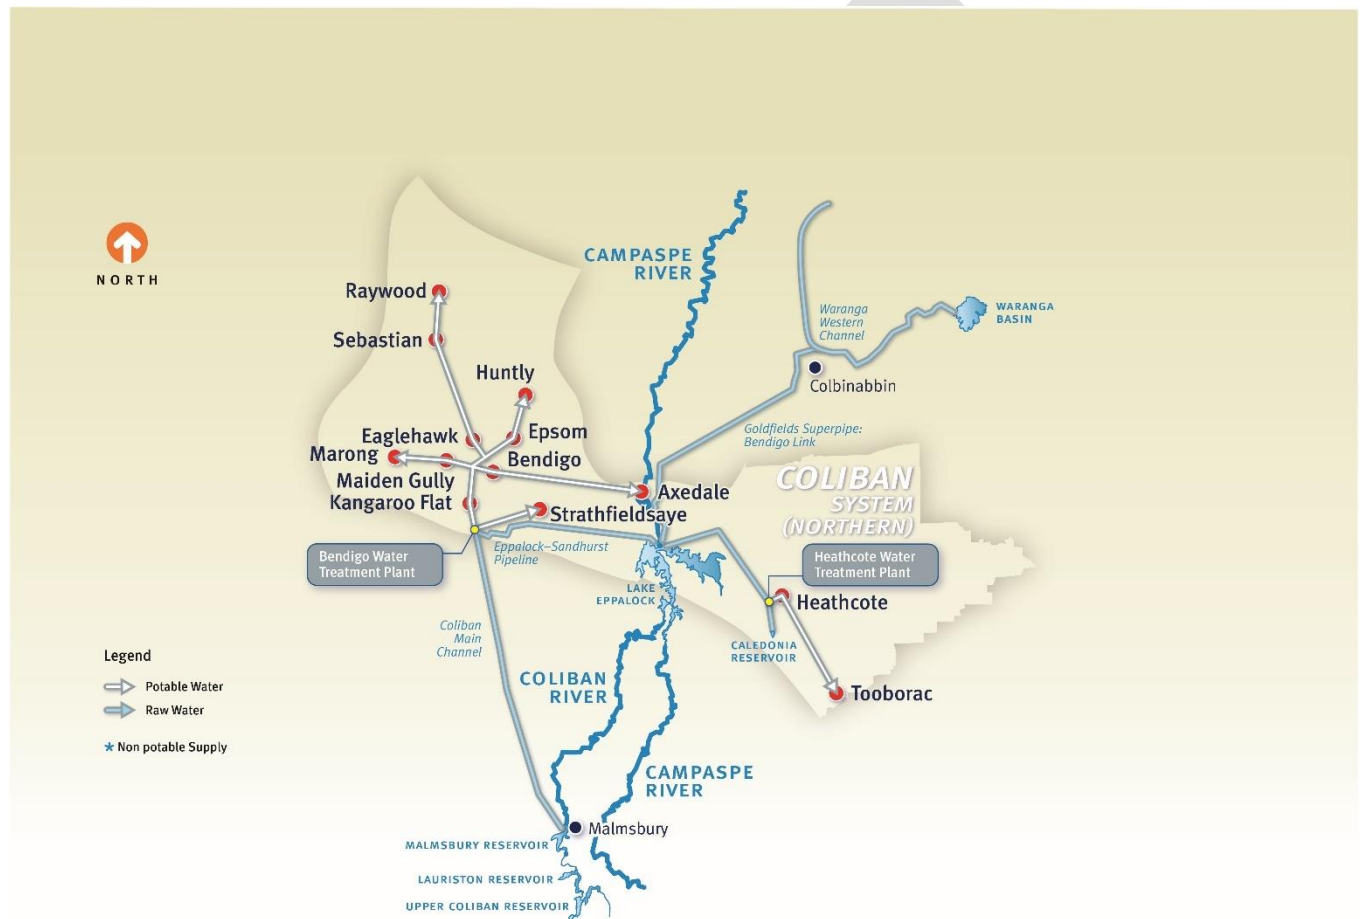 CAMPASPE
RIVER
NORTH
Raywood
Sebastian
Huntly
Eaglehawk
Epsom
Marong
Bendigo
Maiden Gully
Kangaroo Flat
Axedale
Strathfieldsaye
Waranga
Western
Channel
WARANGA
BASIN
Colbinabbin
Goldfields Superpipe:
Bendigo Link
COLIBAN
SYSTEM
(NORTHERN)
Bendigo Water
Treatment Plant
Eppalock–Sandhurst
Pipeline
Heathcote Water
Treatment Plant
LAKE
EPPALOCK
Heathcote
CALEDONIA
RESERVOIR
Coliban
Main
Channel
COLIBAN
RIVER
Tooborac
Legend
Potable Water
Raw Water
* Non potable Supply
CAMPASPE
RIVER
Malmsbury
MALMSBURY RESERVOIR
LAURISTON RESERVOIR
UPPER COLIBAN RESERVOIR